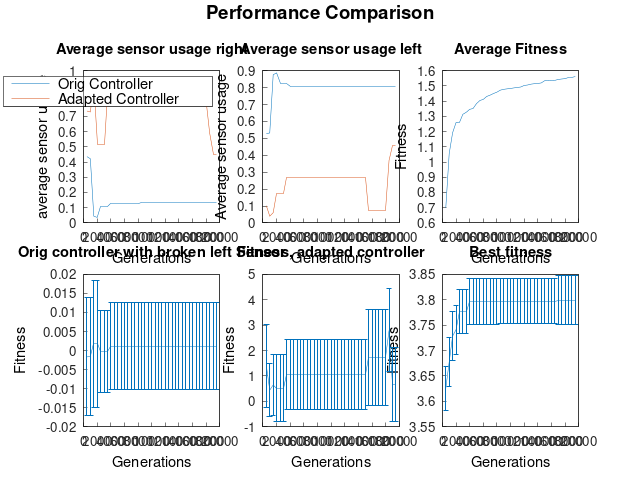 Performance Comparison
Average sensor usage right
Average sensor usage left
Average Fitness
Orig Controller
Adapted Controller
average sensor
1
0.7
0.6
0.5
0.4
0.3
0.2
0.1
0
Generations
Average sensor usage
0.9
0.8
0.7
0.6
0.5
0.4
0.3
0.2
0.1
0
Generations
Fitness
1.6
1.5
1.4
1.3
1.2
1.1
1
0.9
0.8
0.7
0.6
Generations
Orig controller with broken left
Fitness, adapted controller
Best fitness
Fitness
0.02
0.015
0.01
0.005
0
-0.005
-0.01
-0.015
-0.02
Generations
Fitness
5
4
3
2
1
0
-1
Generations
Fitness
3.85
3.8
3.75
3.7
3.65
3.6
3.55
Generations